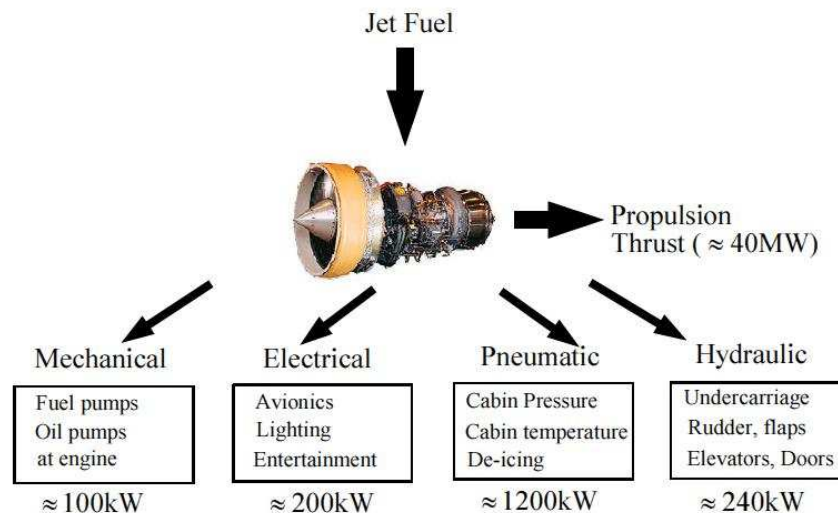 Jet Fuel
Propulsion
Thrust ( ≈ 40MW)
Mechanical
Fuel pumps
Oil pumps
at engine
≈100kW
Electrical
Avionics
Lighting
Entertainment
≈200kW
Pneumatic
Cabin Pressure
Cabin temperature
De-icing
≈1200kW
Hydraulic
Undercarriage
Rudder, flaps
Elevators, Doors
≈240kW